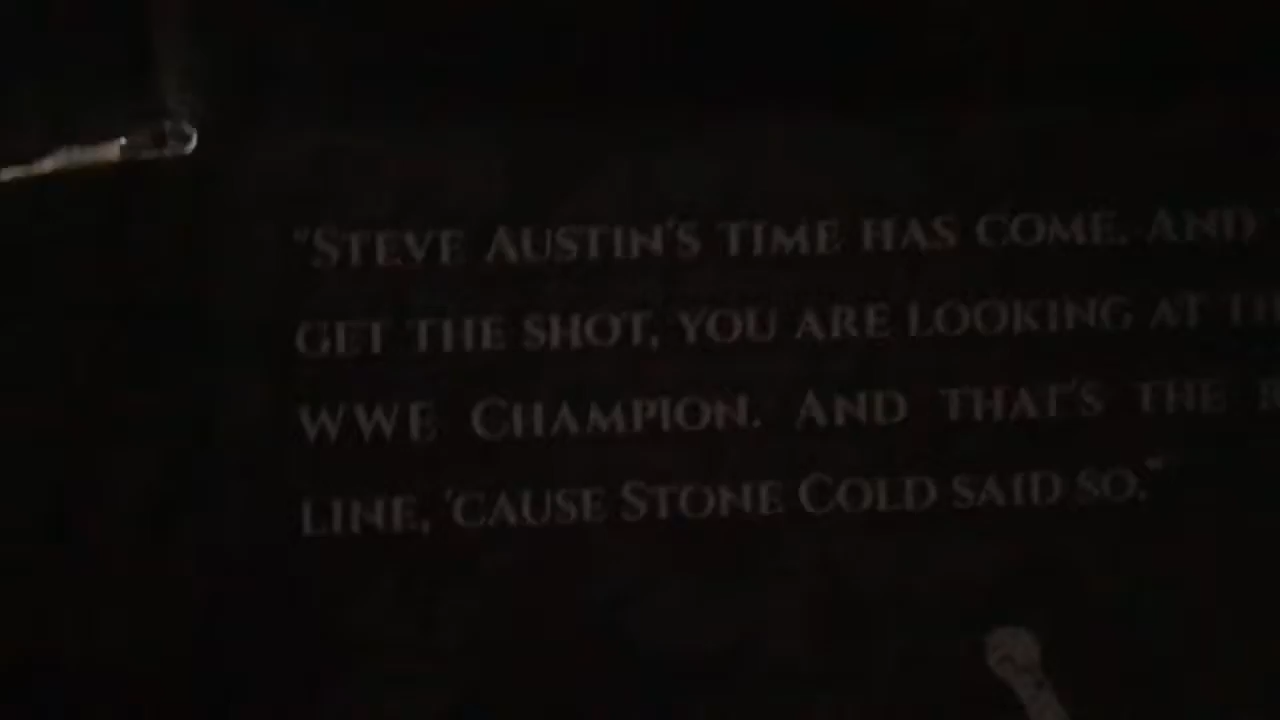 "STEVE AUSTIN'S TIME HAS COME. AND
GET THE SHOT, YOU ARE LOOKING AT
WWE CHAMPION. AND THAT'S THE
LINE, 'CAUSE STONE COLD SAID SO."